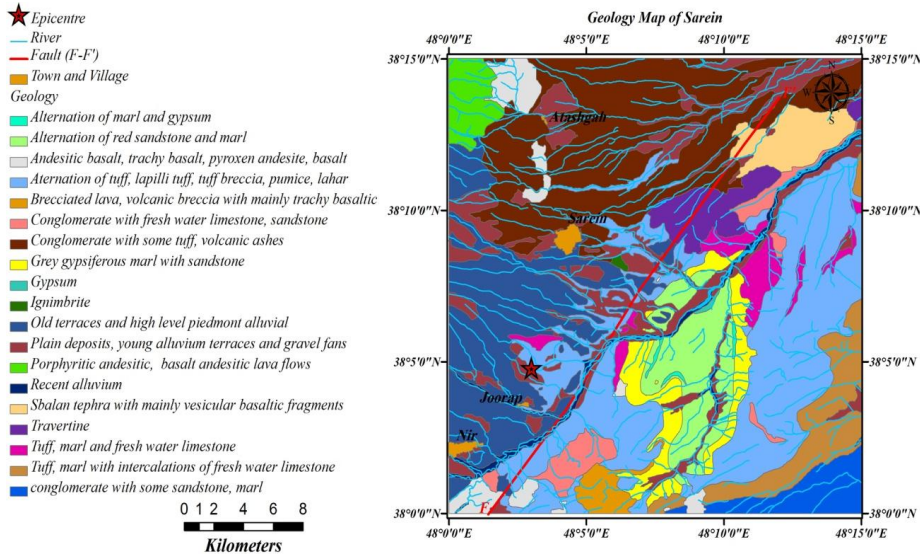 Epicentre
River
Fault (F-F')
Town and Village
Geology
Alternation of marl and gypsum
Alternation of red sandstone and marl
Andesitic basalt, trachy basalt, pyroxen andesite, basalt
Aternation of tuff, lapilli tuff, tuff breccia, pumice, lahar
Brecciated lava, volcanic breccia with mainly trachy basaltic
Conglomerate with fresh water limestone, sandstone
Conglomerate with some tuff, volcanic ashes
Grey gypsiferous marl with sandstone
Gypsum
Ignimbrite
Old terraces and high level piedmont alluvial
Plain deposits, young alluvium terraces and gravel fans
Porphyritic andesitic, basalt andesitic lava flows
Recent alluvium
Sbalan tephra with mainly vesicular basaltic fragments
Travertine
Tuff, marl and fresh water limestone
Tuff, marl with intercalations of fresh water limestone
conglomerate with some sandstone, marl
0 1 2 4 6 8
Kilometers
Geology Map of Sarein
48°0'0"E 48°5'0"E 48°10'0"E 48°15'0"E
38°15'0"N 38°15'0"N
N
W
S
Atashgah
38°10'0"N 38°10'0"N
Sarein
38°5'0"N 38°5'0"N
Joorap
Nir
F
38°0'0"N 38°0'0"N
48°0'0"E 48°5'0"E 48°10'0"E 48°15'0"E